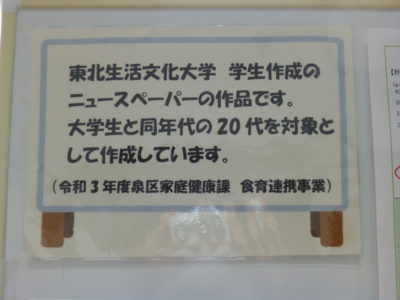 東北生活文化大学　学生作成の
ニュースペーパーの作品です。
大学生と同年代の20代を対象と
して作成しています。
（令和3年度泉区家庭健康課　食育連携事業）